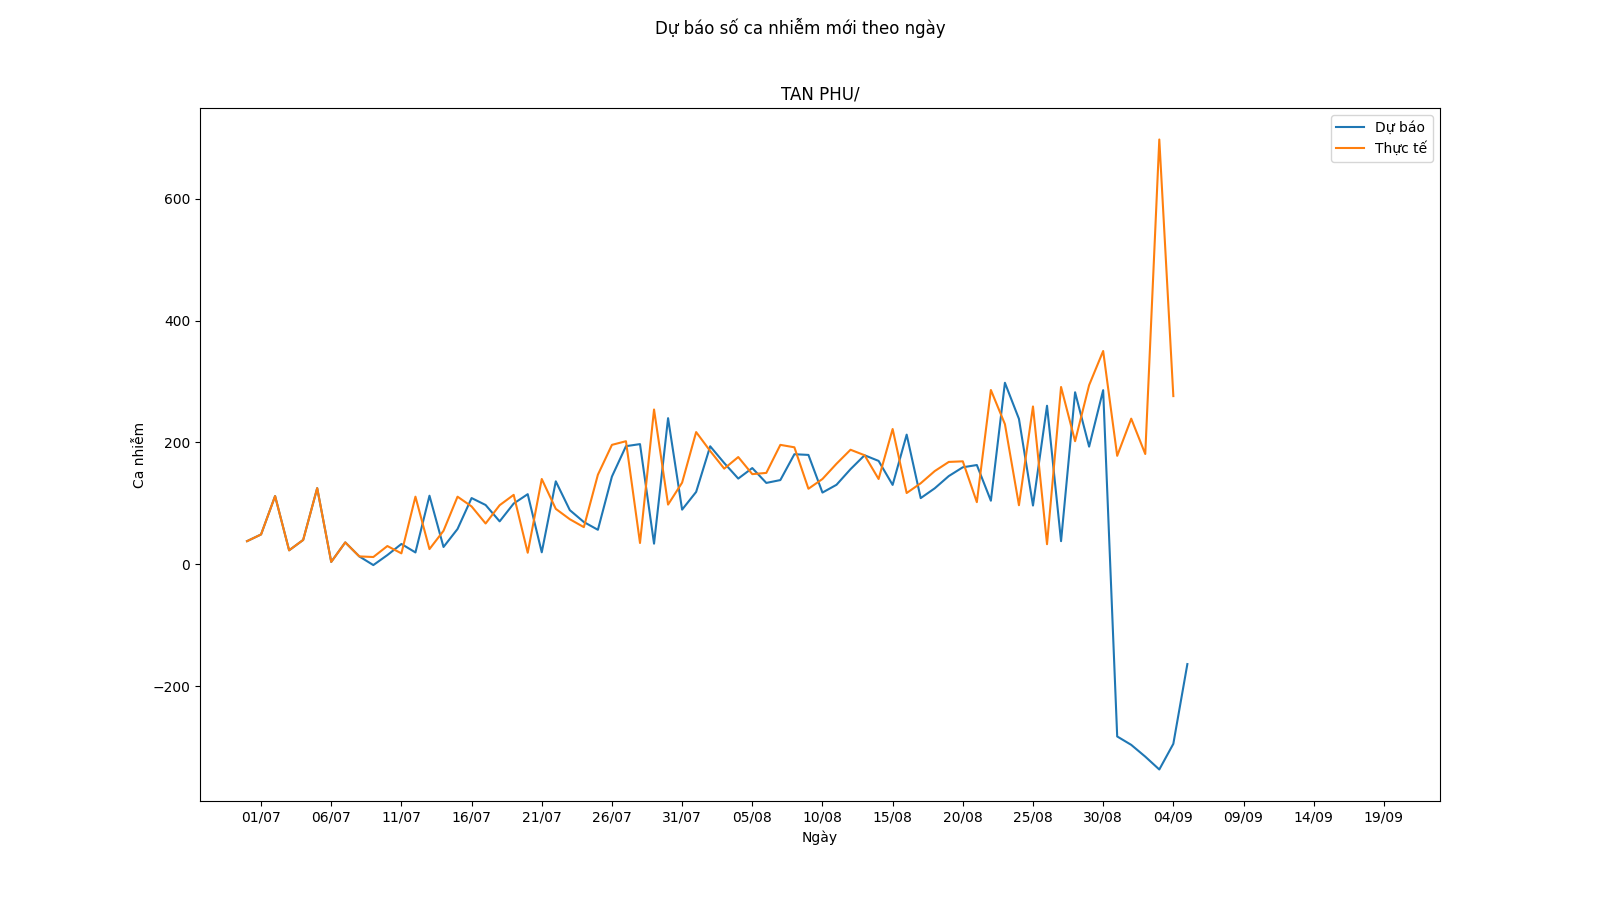 Dự báo số ca nhiễm mới theo ngày
TAN PHU/
Dự báo
Thực tế
600
400
200
0
−200
Ca nhiễm
01/07 06/07 11/07 16/07 21/07 26/07 31/07 05/08 10/08 15/08 20/08 25/08 30/08 04/09 09/09 14/09 19/09
Ngày